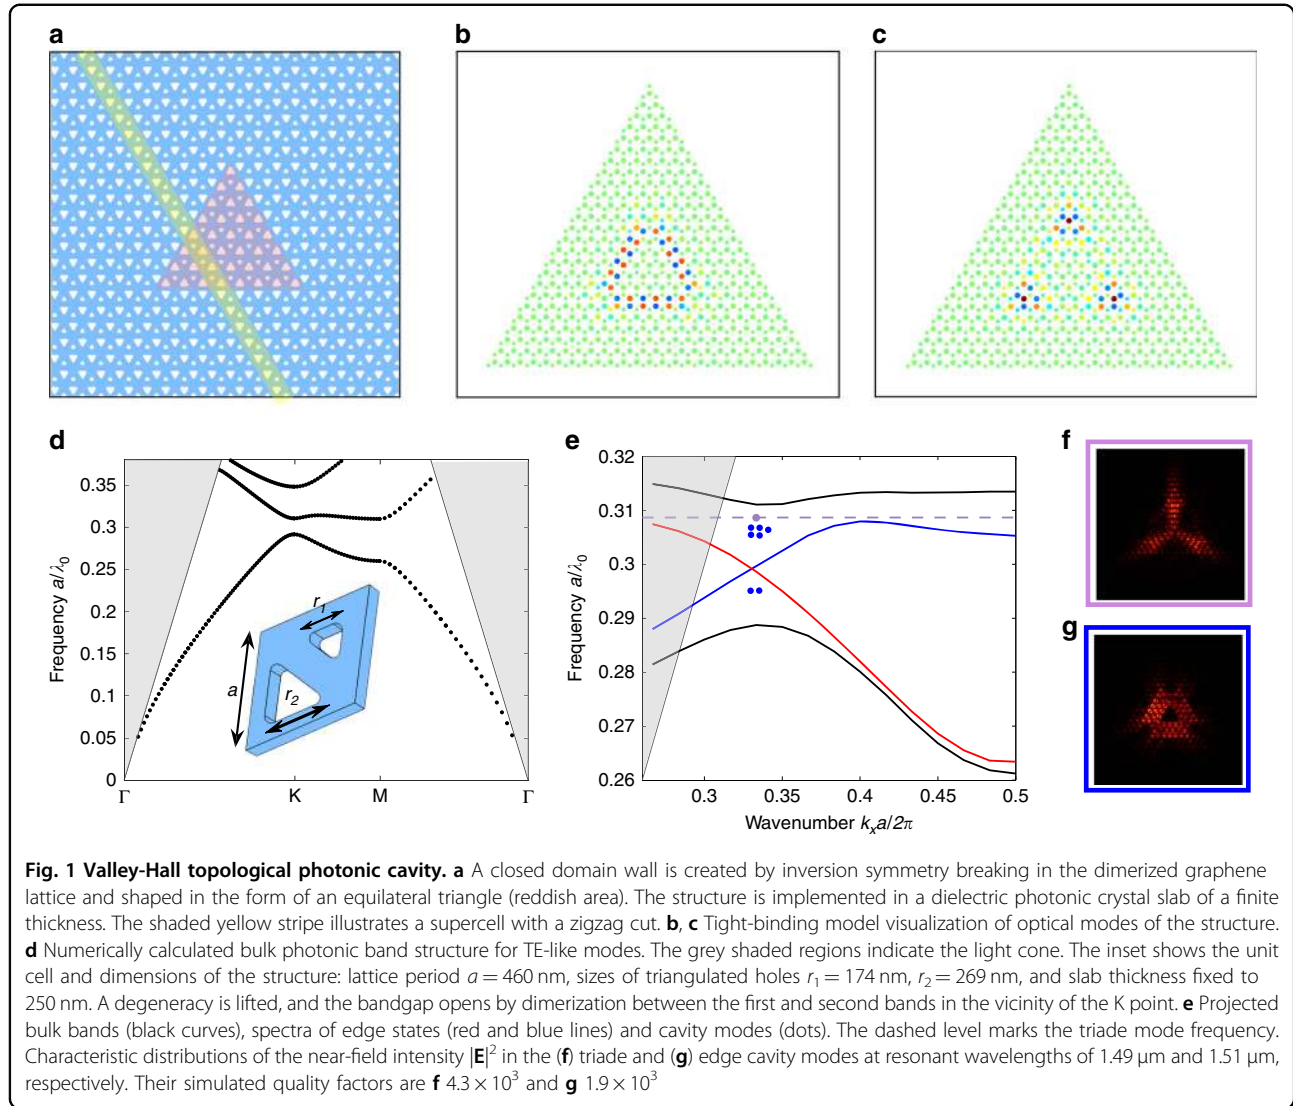 a
b
c
d
Frequency a/λ0
0.35
0.3
0.25
0.2
0.15
0.1
0.05
0
Γ
K
M
Γ
r1
a
r2
e
Frequency a/λ0
0.32
0.31
0.3
0.29
0.28
0.27
0.26
0.3
0.35
0.4
0.45
0.5
Wavenumber kxa/2π
f
g
Fig. 1 Valley-Hall topological photonic cavity. a A closed domain wall is created by inversion symmetry breaking in the dimerized graphene
lattice and shaped in the form of an equilateral triangle (reddish area). The structure is implemented in a dielectric photonic crystal slab of a finite
thickness. The shaded yellow stripe illustrates a supercell with a zigzag cut. b, c Tight-binding model visualization of optical modes of the structure.
d Numerically calculated bulk photonic band structure for TE-like modes. The grey shaded regions indicate the light cone. The inset shows the unit
cell and dimensions of the structure: lattice period a = 460 nm, sizes of triangulated holes r1 = 174 nm, r2 = 269 nm, and slab thickness fixed to
250 nm. A degeneracy is lifted, and the bandgap opens by dimerization between the first and second bands in the vicinity of the K point. e Projected
bulk bands (black curves), spectra of edge states (red and blue lines) and cavity modes (dots). The dashed level marks the triade mode frequency.
Characteristic distributions of the near-field intensity |E|² in the (f) triade and (g) edge cavity modes at resonant wavelengths of 1.49 μm and 1.51 μm,
respectively. Their simulated quality factors are f 4.3 × 10³ and g 1.9 × 10³